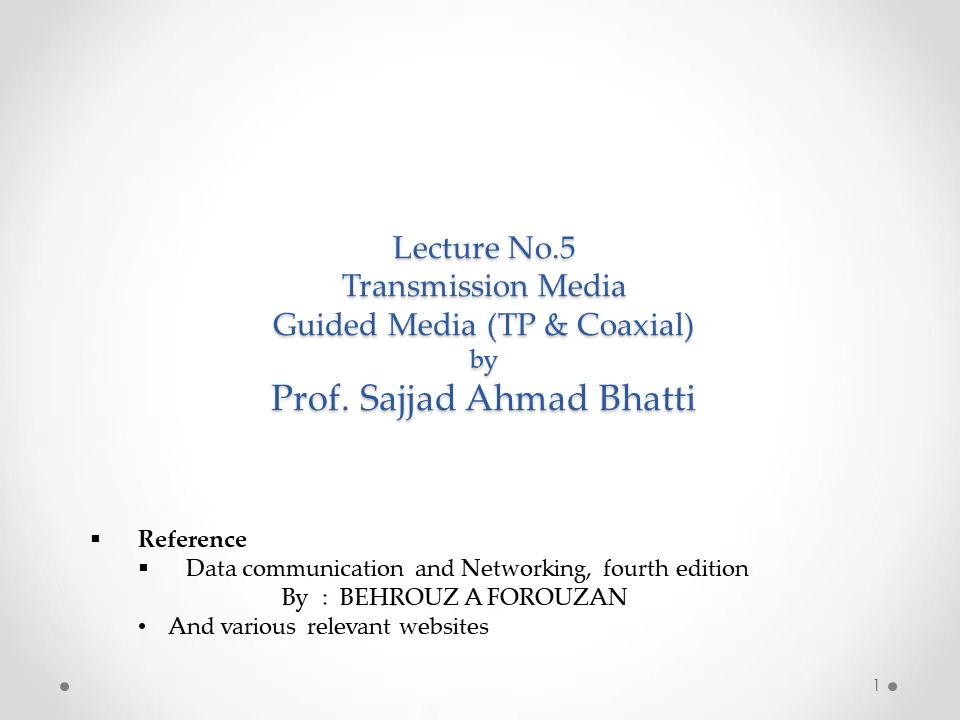 Lecture No.5
Transmission Media
Guided Media (TP & Coaxial)
by
Prof. Sajjad Ahmad Bhatti
▪ Reference
▪ Data communication and Networking, fourth edition
By : BEHROUZ A FOROUZAN
• And various relevant websites
1